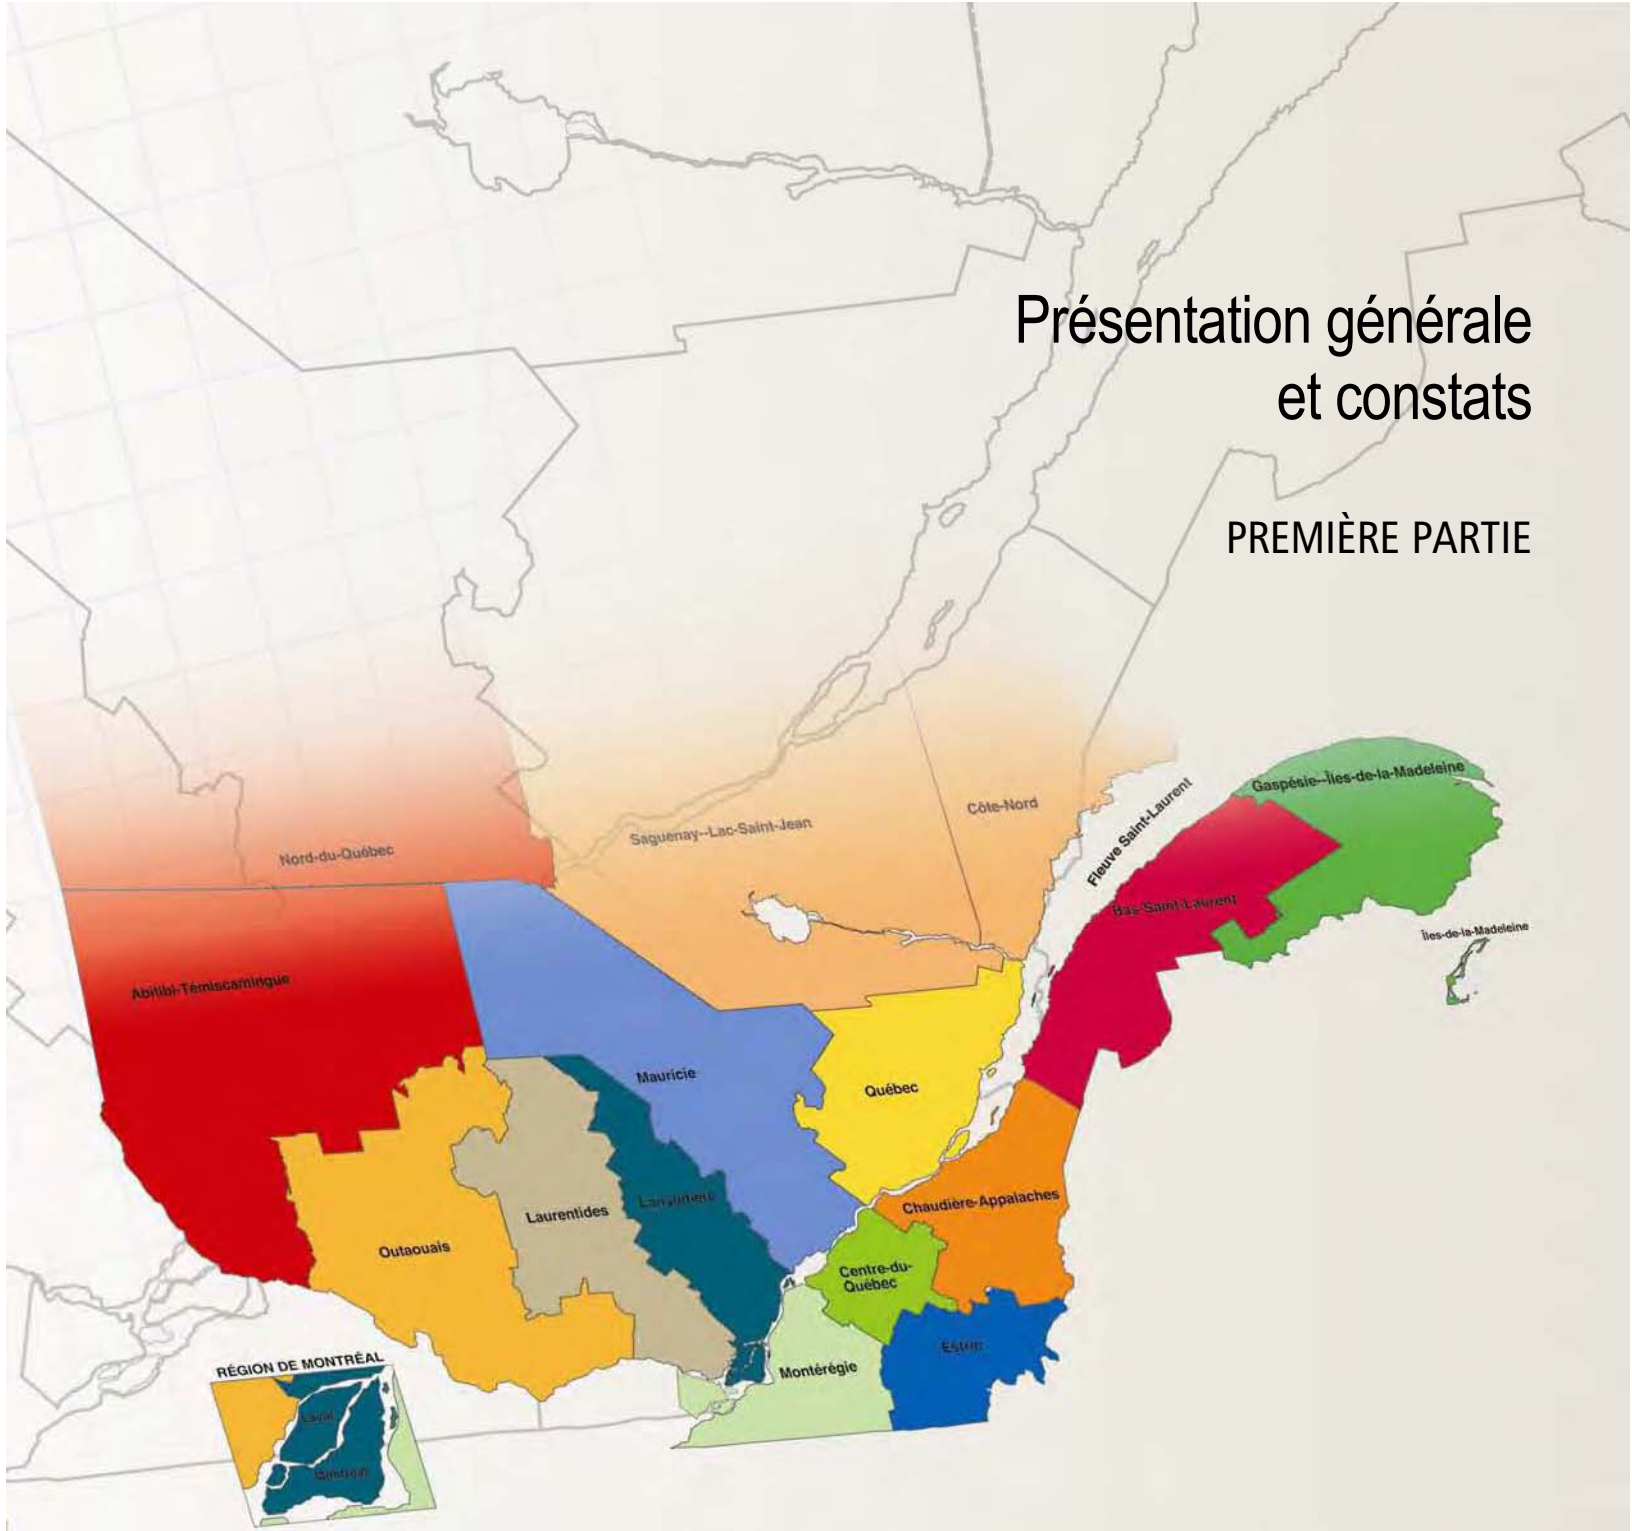 Présentation générale
et constats
PREMIÈRE PARTIE
Gaspésie--Îles-de-la-Madeleine
Fleuve Saint-Laurent
Côte-Nord
Saguenay--Lac-Saint-Jean
Nord-du-Québec
Bas-Saint-Laurent
Îles-de-la-Madeleine
Abitibi-Témiscamingue
Mauricie
Québec
Lanaudière
Chaudière-Appalaches
Laurentides
Outaouais
Centre-du-
Québec
Estrie
Montérégie
RÉGION DE MONTRÉAL
Laval
Montréal